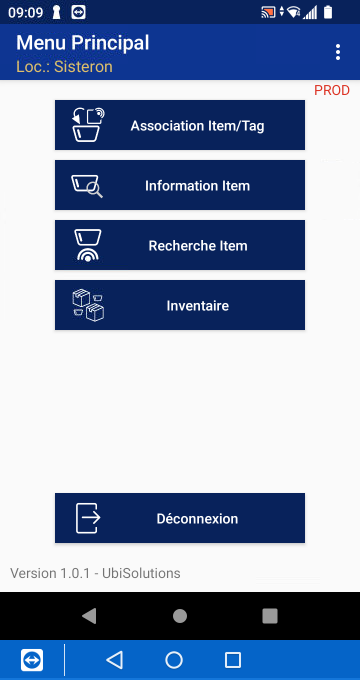 09:09
Menu Principal
Loc.: Sisteron
PROD
Association Item/Tag
Information Item
Recherche Item
Inventaire
Déconnexion
Version 1.0.1 - UbiSolutions